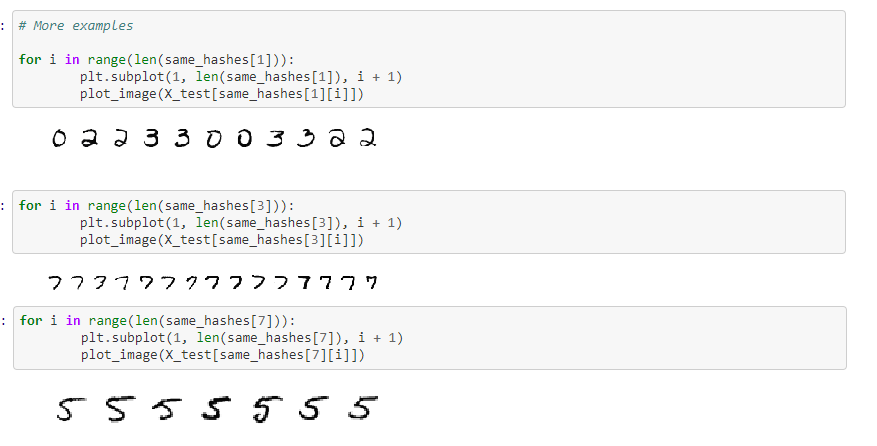 : # More examples
for i in range(len(same_hashes[1])):
        plt.subplot(1, len(same_hashes[1]), i + 1)
        plot_image(X_test[same_hashes[1][i]])
0 2 2 3 3 0 0 3 3 2 2
: for i in range(len(same_hashes[3])):
        plt.subplot(1, len(same_hashes[3]), i + 1)
        plot_image(X_test[same_hashes[3][i]])
7 7 7 7 7 7 7 7 7 7 7 7 7 7 7
: for i in range(len(same_hashes[7])):
        plt.subplot(1, len(same_hashes[7]), i + 1)
        plot_image(X_test[same_hashes[7][i]])
5 5 5 5 5 5 5